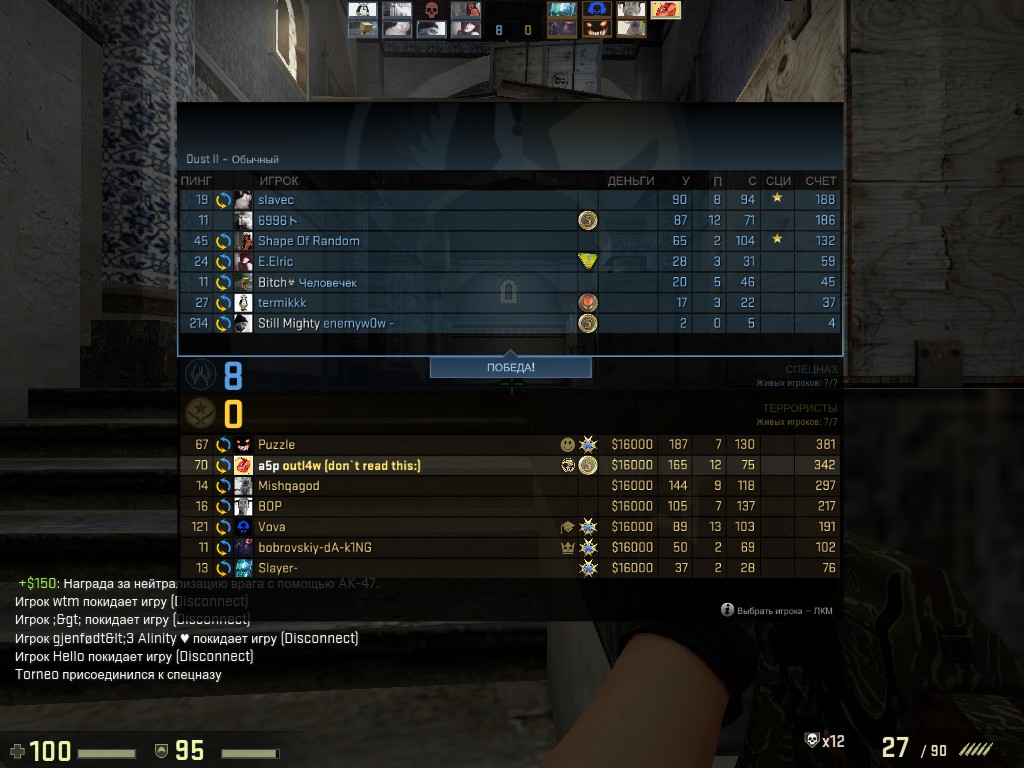 8 0
Dust II - Обычный
ПИНГ ИГРОК ДЕНЬГИ У П С СЦИ СЧЕТ
19 slavec 90 8 94 ★ 188
11 6996ト 87 12 71 186
45 Shape Of Random 65 2 104 ★ 132
24 E.Elric 28 3 31 59
11 Bitch☣ Человечек 20 5 46 45
27 termikkk 17 3 22 37
214 Still Mighty enemyw0w - 2 0 5 4
ПОБЕДА!
8 СПЕЦНАЗ
Живых игроков: 7/7
0 ТЕРРОРИСТЫ
Живых игроков: 7/7
67 Puzzle $16000 187 7 130 381
70 a5p outl4w (don`t read this:) $16000 165 12 75 342
14 Mishqagod $16000 144 9 118 297
16 BOP $16000 105 7 137 217
121 Vova $16000 89 13 103 191
11 bobrovskiy-dA-k1NG $16000 50 2 69 102
13 Slayer- $16000 37 2 28 76
+$150: Награда за нейтрализацию врага с помощью AK-47.
Игрок wtm покидает игру (Disconnect)
Игрок ;&gt; покидает игру (Disconnect)
Игрок gjenfødt&lt;3 Alinity ♥ покидает игру (Disconnect)
Игрок Hello покидает игру (Disconnect)
Torneo присоединился к спецназу
Выбрать игрока – ЛКМ
100 95 x12 27 / 90